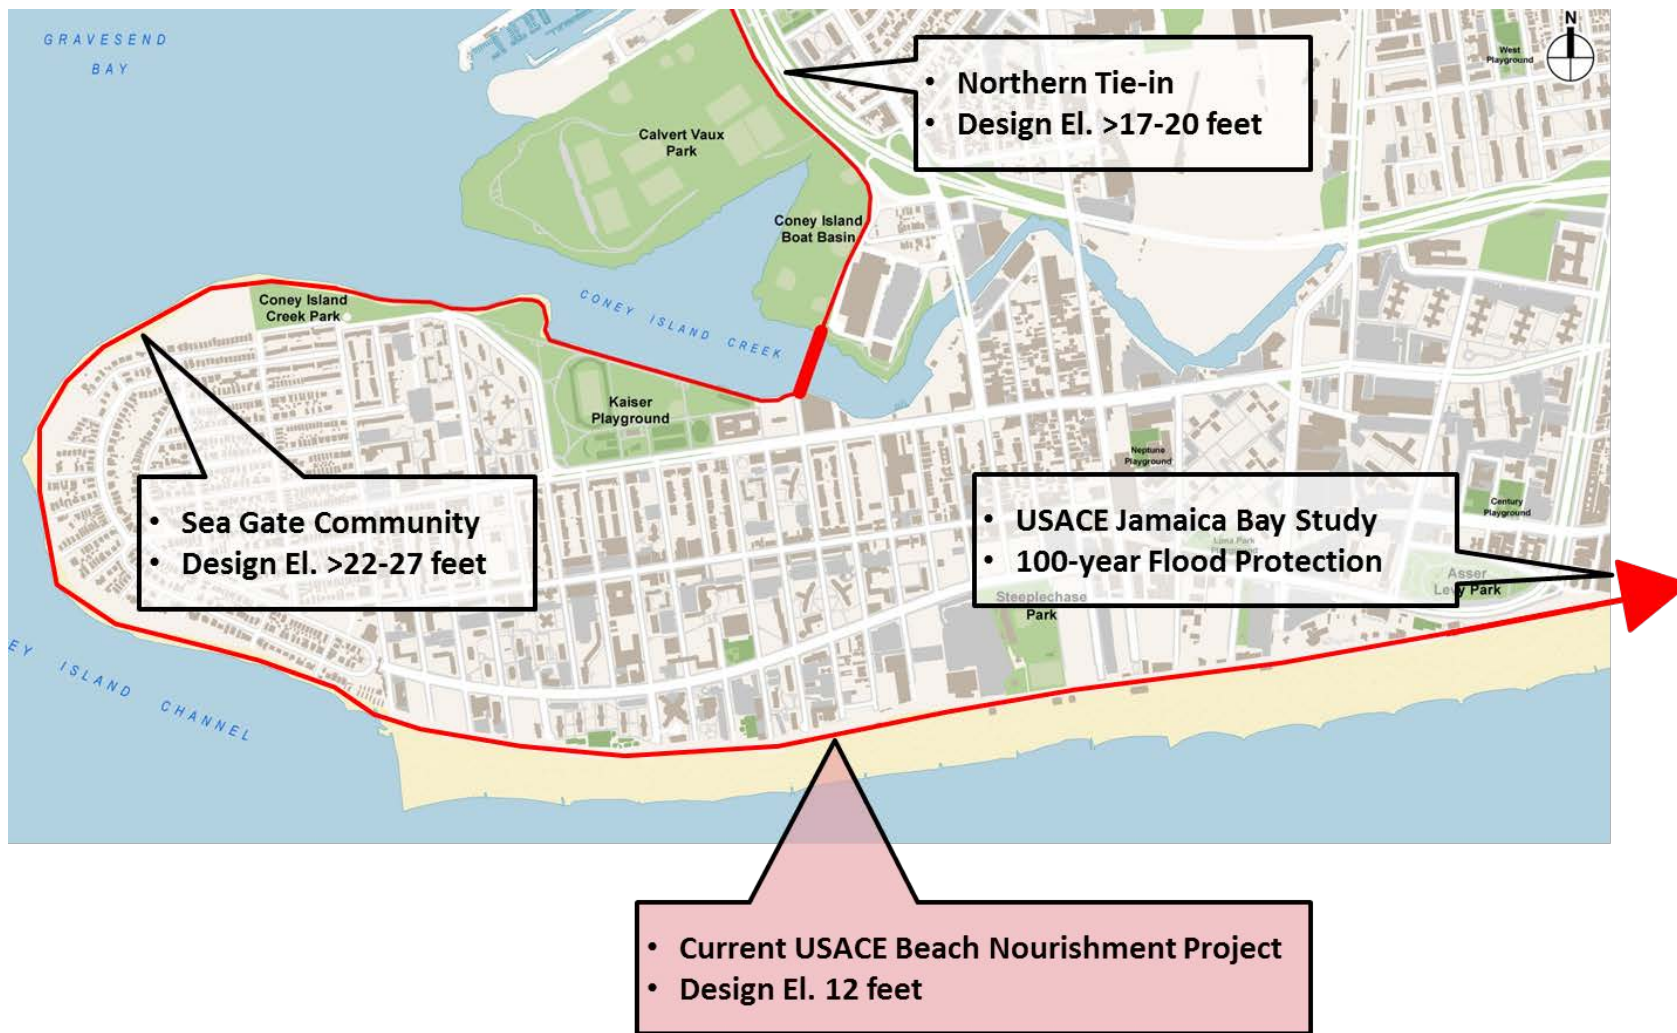 GRAVESEND
BAY
N
West
Playground
• Northern Tie-in
• Design El. >17-20 feet
Calvert Vaux
Park
Coney Island
Boat Basin
CONEY ISLAND CREEK
Coney Island
Creek Park
Kaiser
Playground
Neptune
Playground
• Sea Gate Community
• Design El. >22-27 feet
• USACE Jamaica Bay Study
• 100-year Flood Protection
Century
Playground
Luna Park
Asser
Levy Park
Steeplechase
Park
EY ISLAND CHANNEL
• Current USACE Beach Nourishment Project
• Design El. 12 feet